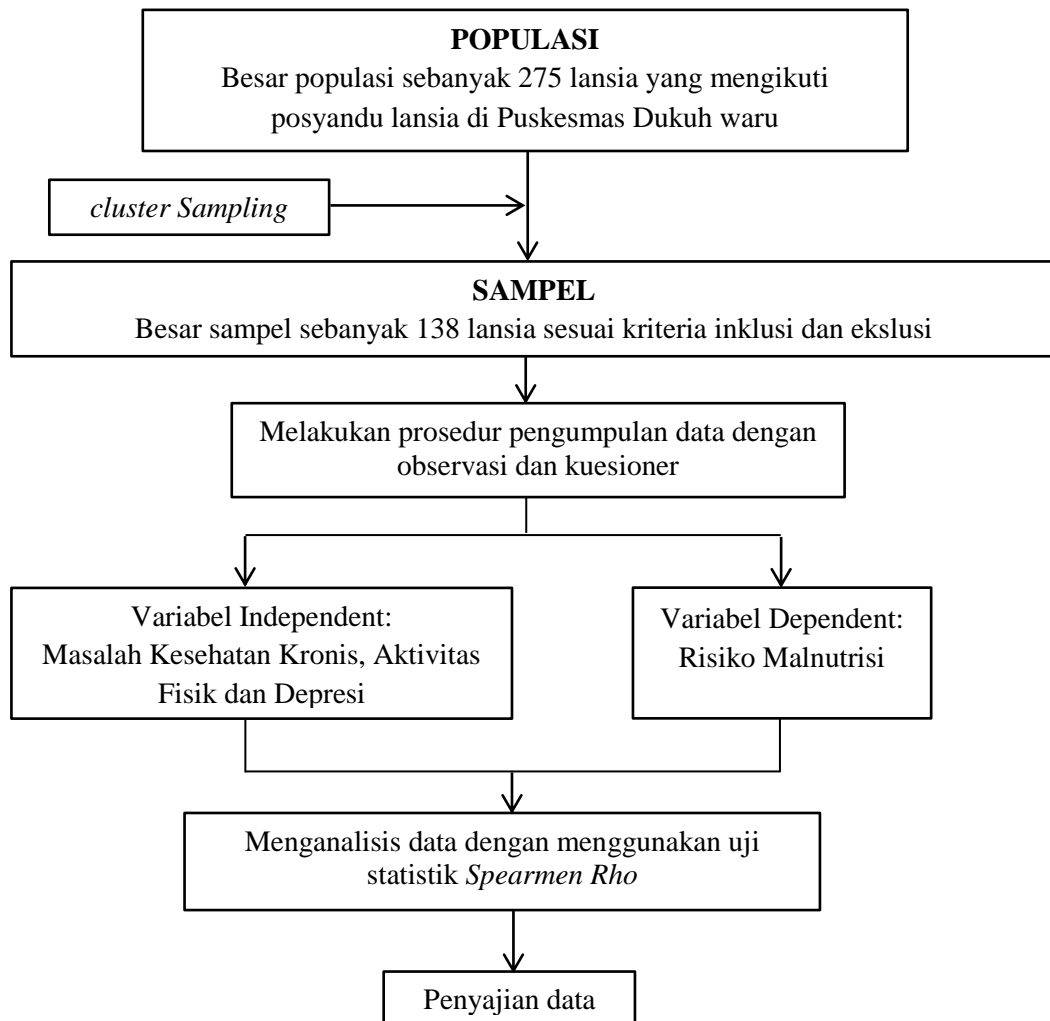 POPULASI
Besar populasi sebanyak 275 lansia yang mengikuti
posyandu lansia di Puskesmas Dukuh waru
cluster Sampling
SAMPEL
Besar sampel sebanyak 138 lansia sesuai kriteria inklusi dan ekslusi
Melakukan prosedur pengumpulan data dengan
observasi dan kuesioner
Variabel Independent:
Masalah Kesehatan Kronis, Aktivitas
Fisik dan Depresi
Variabel Dependent:
Risiko Malnutrisi
Menganalisis data dengan menggunakan uji
statistik Spearmen Rho
Penyajian data